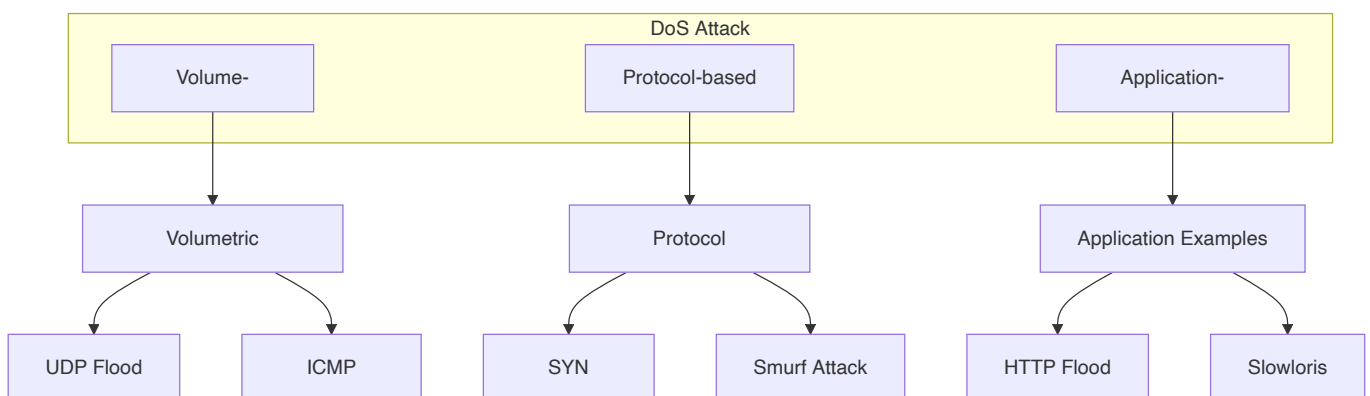 DoS Attack
Volume-
Protocol-based
Application-
Volumetric
Protocol
Application Examples
UDP Flood
ICMP
SYN
Smurf Attack
HTTP Flood
Slowloris